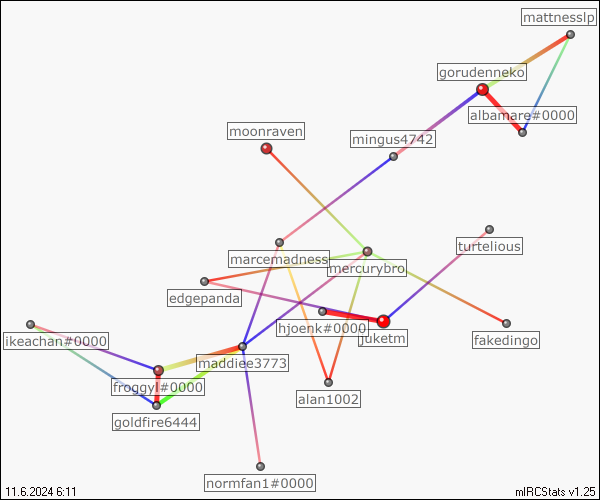 mattnesslp
gorudenneko
albamare#0000
moonraven
mingus4742
turtelious
marcemadness
mercurybro
edgepanda
hjoenk#0000
juketm
fakedingo
ikeachan#0000
maddiee3773
froggyl#0000
alan1002
goldfire6444
normfan1#0000
11.6.2024 6:11
mIRCStats v1.25